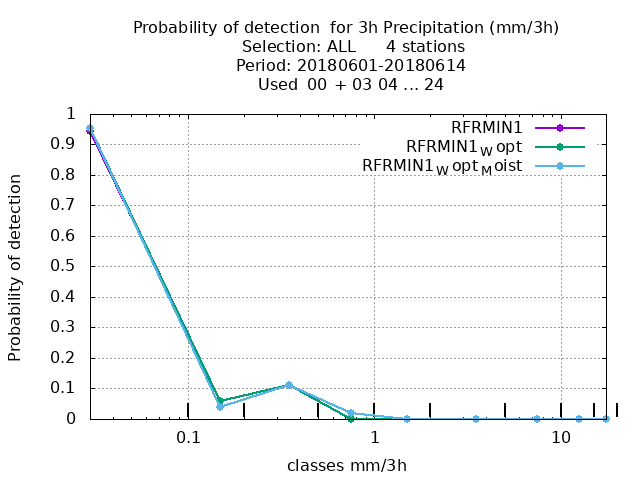 Probability of detection  for 3h Precipitation (mm/3h)
Selection: ALL      4 stations
Period: 20180601-20180614
Used  00  + 03 04 ... 24
RFRMIN1
RFRMIN1Wopt
RFRMIN1WoptMoist
1
0.9
0.8
0.7
0.6
0.5
0.4
0.3
0.2
0.1
0
Probability of detection
0.1 1 10
classes mm/3h